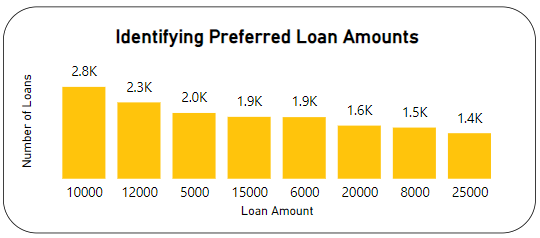 Identifying Preferred Loan Amounts
Number of Loans
2.8K
2.3K
2.0K
1.9K
1.9K
1.6K
1.5K
1.4K
10000 12000 5000 15000 6000 20000 8000 25000
Loan Amount